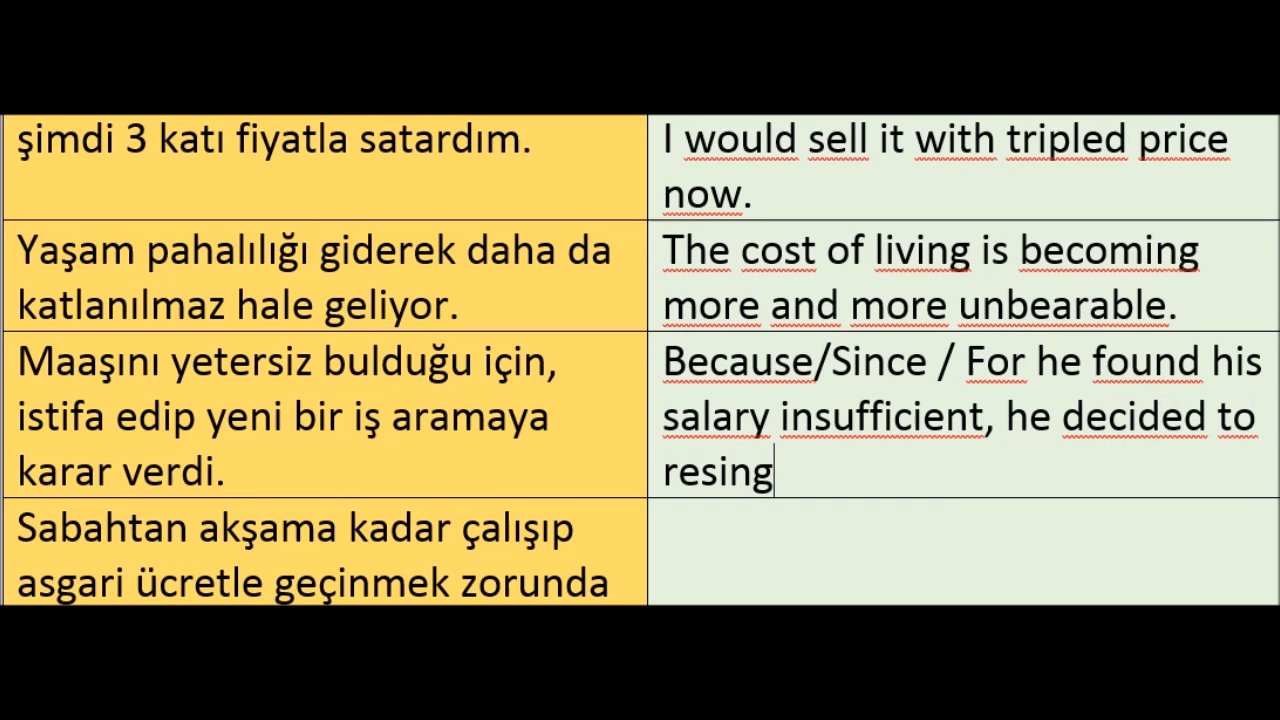 şimdi 3 katı fiyatla satardım.
I would sell it with tripled price
now.
Yaşam pahalılığı giderek daha da
katlanılmaz hale geliyor.
The cost of living is becoming
more and more unbearable.
Maaşını yetersiz bulduğu için,
istifa edip yeni bir iş aramaya
karar verdi.
Because/Since / For he found his
salary insufficient, he decided to
resing
Sabahtan akşama kadar çalışıp
asgari ücretle geçinmek zorunda